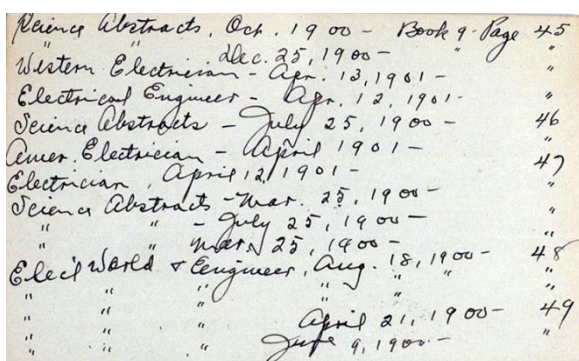 Science Abstracts, Oct. 1900 - Book 9 - Page 45
" " Dec. 25, 1900 - " "
Western Electrician - Apr. 13, 1901 - "
Electrical Engineer - Apr. 12, 1901 - "
Science Abstracts - July 25, 1900 - 46
Amer. Electrician - April 1901 - "
Electrician, April 12, 1901 - 47
Science Abstracts - Mar. 25, 1900 - "
" " - July 25, 1900 - "
Mar. 25, 1900 - "
Elec'l World & Engineer, Aug. 18, 1900 - 48
" " " " " " "
" " " April 21, 1900 - 49
" " " June 9, 1900 - "